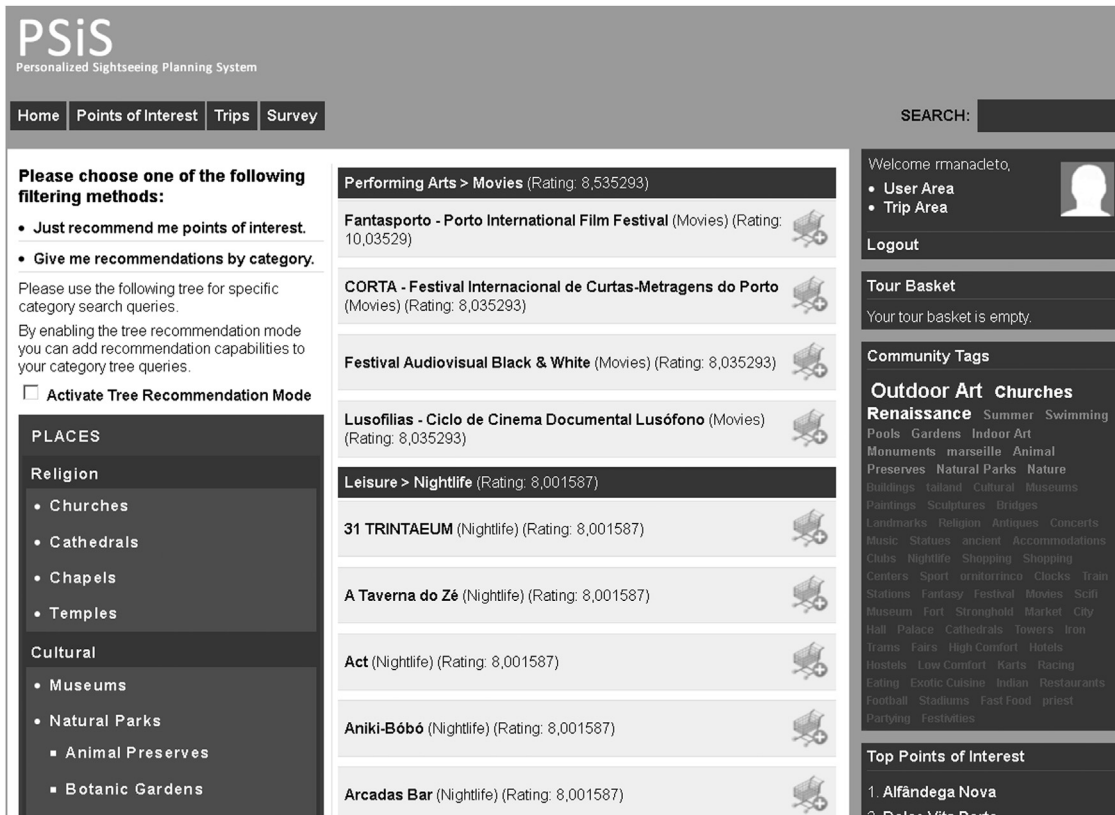 PSiS
Personalized Sightseeing Planning System
Home Points of Interest Trips Survey
SEARCH:
Please choose one of the following
filtering methods:
• Just recommend me points of interest.
• Give me recommendations by category.
Please use the following tree for specific
category search queries.
By enabling the tree recommendation mode
you can add recommendation capabilities to
your category tree queries.
Activate Tree Recommendation Mode
PLACES
Religion
• Churches
• Cathedrals
• Chapels
• Temples
Cultural
• Museums
• Natural Parks
▪ Animal Preserves
▪ Botanic Gardens
Performing Arts > Movies (Rating: 8,535293)
Fantasporto - Porto International Film Festival (Movies) (Rating:
10,03529)
CORTA - Festival Internacional de Curtas-Metragens do Porto
(Movies) (Rating: 8,035293)
Festival Audiovisual Black & White (Movies) (Rating: 8,035293)
Lusofilias - Ciclo de Cinema Documental Lusófono (Movies)
(Rating: 8,035293)
Leisure > Nightlife (Rating: 8,001587)
31 TRINTAEUM (Nightlife) (Rating: 8,001587)
A Taverna do Zé (Nightlife) (Rating: 8,001587)
Act (Nightlife) (Rating: 8,001587)
Aniki-Bóbó (Nightlife) (Rating: 8,001587)
Arcadas Bar (Nightlife) (Rating: 8,001587)
Welcome rmanacleto,
• User Area
• Trip Area
Logout
Tour Basket
Your tour basket is empty.
Community Tags
Outdoor Art Churches
Renaissance Summer Swimming
Pools Gardens Indoor Art
Monuments marseille Animal
Preserves Natural Parks Nature
Buildings tailand Cultural Museums
Paintings Sculptures Bridges
Landmarks Religion Antiques Concerts
Music Statues ancient Accommodations
Clubs Nightlife Shopping Shopping
Centers Sport ornitorrinco Clocks Train
Stations Fantasy Festival Movies Scifi
Museum Fort Stronghold Market City
Hall Palace Cathedrals Towers Iron
Trams Fairs High Comfort Hotels
Hostels Low Comfort Karts Racing
Eating Exotic Cuisine Indian Restaurants
Football Stadiums Fast Food priest
Partying Festivities
Top Points of Interest
1. Alfândega Nova
2. Dolce Vita Porto